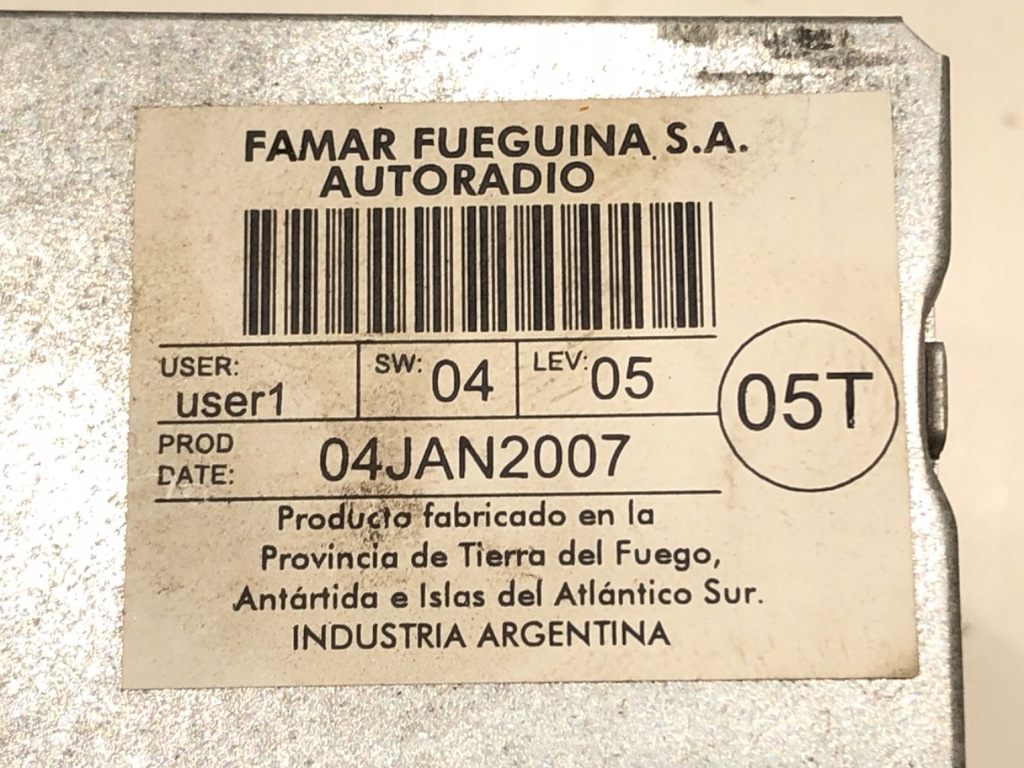 FAMAR FUEGUINA S.A.
AUTORADIO
USER: user1
SW: 04
LEV: 05
05T
PROD DATE: 04JAN2007
Producto fabricado en la
Provincia de Tierra del Fuego,
Antártida e Islas del Atlántico Sur.
INDUSTRIA ARGENTINA